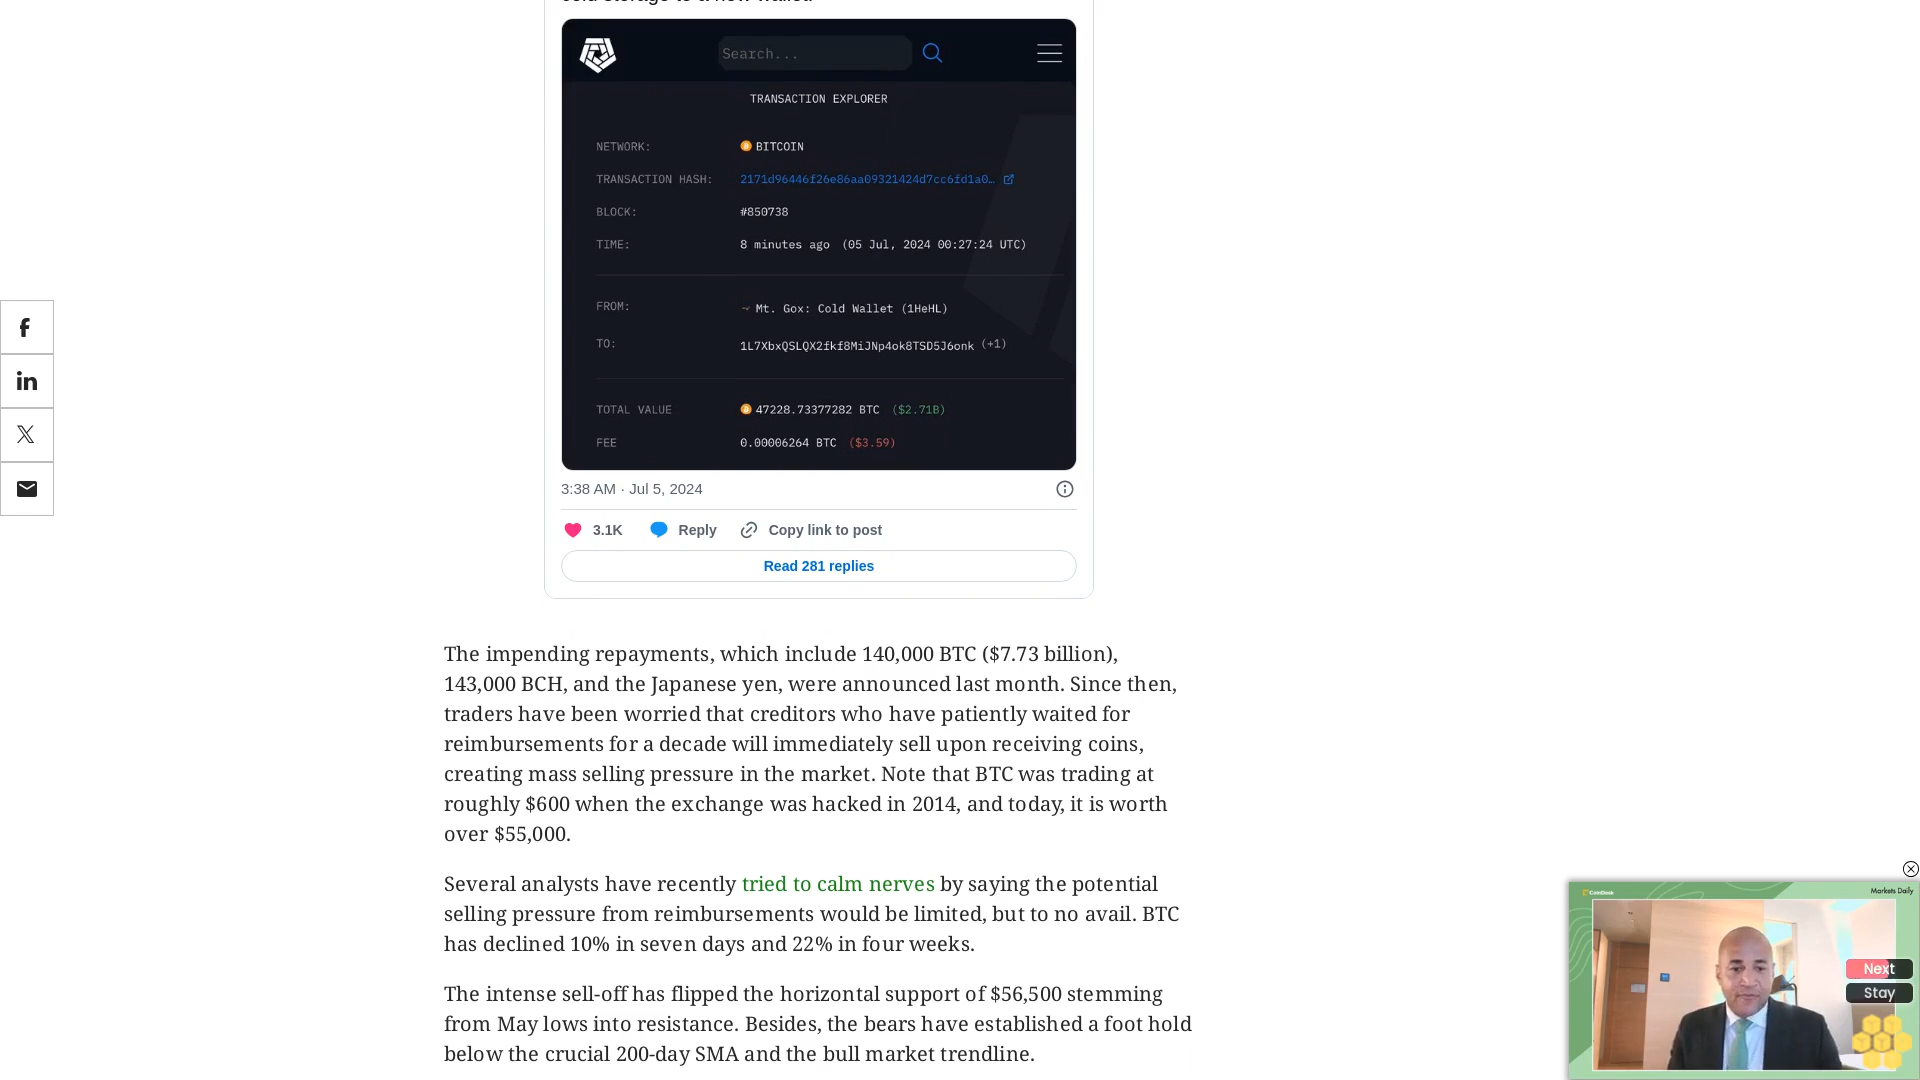 Search...
TRANSACTION EXPLORER
NETWORK: BITCOIN
TRANSACTION HASH: 2171d96446f26e86aa09321424d7cc6fd1a0…
BLOCK: #850738
TIME: 8 minutes ago (05 Jul, 2024 00:27:24 UTC)
FROM: Mt. Gox: Cold Wallet (1HeHL)
TO: 1L7XbxQSLQX2fkf8MiJNp4ok8TSD5J6onk (+1)
TOTAL VALUE 47228.73377282 BTC ($2.71B)
FEE 0.00006264 BTC ($3.59)
3:38 AM · Jul 5, 2024
3.1K Reply Copy link to post
Read 281 replies
The impending repayments, which include 140,000 BTC ($7.73 billion),
143,000 BCH, and the Japanese yen, were announced last month. Since then,
traders have been worried that creditors who have patiently waited for
reimbursements for a decade will immediately sell upon receiving coins,
creating mass selling pressure in the market. Note that BTC was trading at
roughly $600 when the exchange was hacked in 2014, and today, it is worth
over $55,000.
Several analysts have recently tried to calm nerves by saying the potential
selling pressure from reimbursements would be limited, but to no avail. BTC
has declined 10% in seven days and 22% in four weeks.
The intense sell-off has flipped the horizontal support of $56,500 stemming
from May lows into resistance. Besides, the bears have established a foot hold
below the crucial 200-day SMA and the bull market trendline.
CoinDesk
Markets Daily
Next
Stay